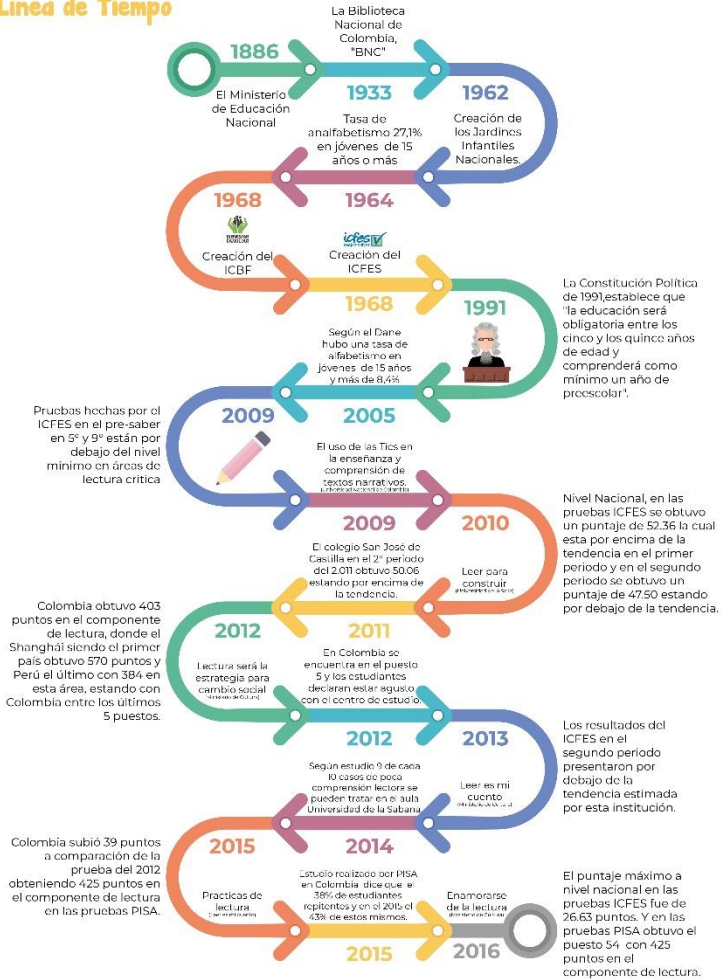 Línea de Tiempo
La Biblioteca
Nacional de
Colombia,
"BNC"
1886
El Ministerio
de Educación
Nacional
1933
1962
Tasa de
analfabetismo 27,1%
en jóvenes de 15
años o más
Creación de
los Jardines
Infantiles
Nacionales.
1968
1964
BIENESTAR
FAMILIAR
icfes
Creación del
ICBF
Creación del
ICFES
1968
1991
La Constitución Política
de 1991,establece que
"la educación será
obligatoria entre los
cinco y los quince años
de edad y
comprenderá como
mínimo un año de
preescolar".
Según el Dane
hubo una tasa de
alfabetismo en
jóvenes de 15 años
y más de 8,4%
2009
2005
Pruebas hechas por el
ICFES en el pre-saber
en 5° y 9° están por
debajo del nivel
mínimo en áreas de
lectura critica
El uso de las Tics en
la enseñanza y
comprensión de
textos narrativos.
(Universidad Nacional de Colombia)
2009
2010
Nivel Nacional, en las
pruebas ICFES se obtuvo
un puntaje de 52.36 la cual
esta por encima de la
tendencia en el primer
periodo y en el segundo
periodo se obtuvo un
puntaje de 47.50 estando
por debajo de la tendencia.
El colegio San José de
Castilla en el 2° periodo
del 2.011 obtuvo 50.06
estando por encima de
la tendencia.
Leer para
construir
(Universidad de la Salle)
2012
2011
Colombia obtuvo 403
puntos en el componente
de lectura, donde el
Shanghái siendo el primer
país obtuvo 570 puntos y
Perú el último con 384 en
esta área, estando con
Colombia entre los últimos
5 puestos.
Lectura será la
estrategia para
cambio social
(Ministerio de Cultura)
En Colombia se
encuentra en el puesto
5 y los estudiantes
declaran estar agusto
con el centro de estudio.
2012
2013
Los resultados del
ICFES en el
segundo periodo
presentaron por
debajo de la
tendencia estimada
por esta institución.
Según estudio 9 de cada
10 casos de poca
comprensión lectora se
pueden tratar en el aula
Universidad de la Sabana
Leer es mi
cuento
(Ministerio de Cultura)
2015
2014
Colombia subió 39 puntos
a comparación de la
prueba del 2012
obteniendo 425 puntos en
el componente de lectura
en las pruebas PISA.
Practicas de
lectura
Estudio realizado por PISA
en Colombia dice que el
38% de estudiantes
repitentes y en el 2015 el
43% de estos mismos.
Enamorarse
de la lectura
2015
2016
El puntaje máximo a
nivel nacional en las
pruebas ICFES fue de
26.63 puntos. Y en las
pruebas PISA obtuvo el
puesto 54 con 425
puntos en el
componente de lectura.